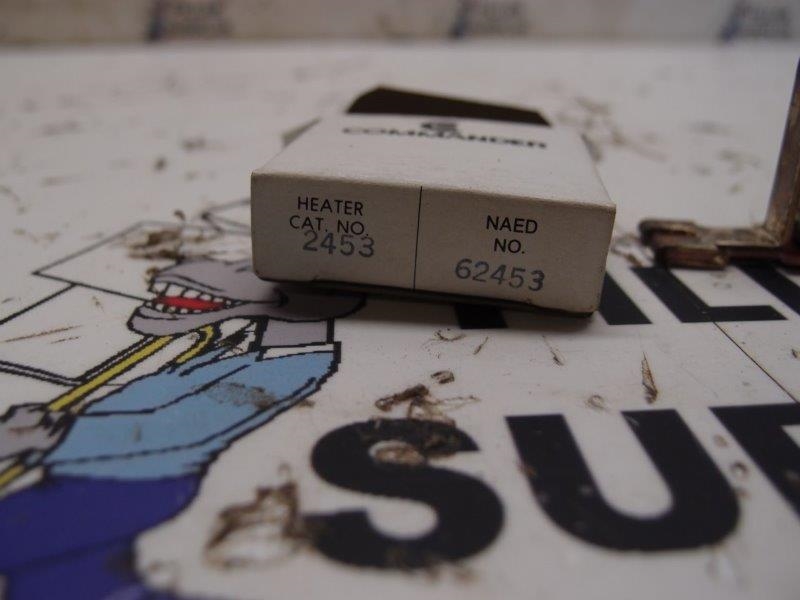 COMMANDER
HEATER
CAT. NO.
2453
NAED
NO.
62453
SU